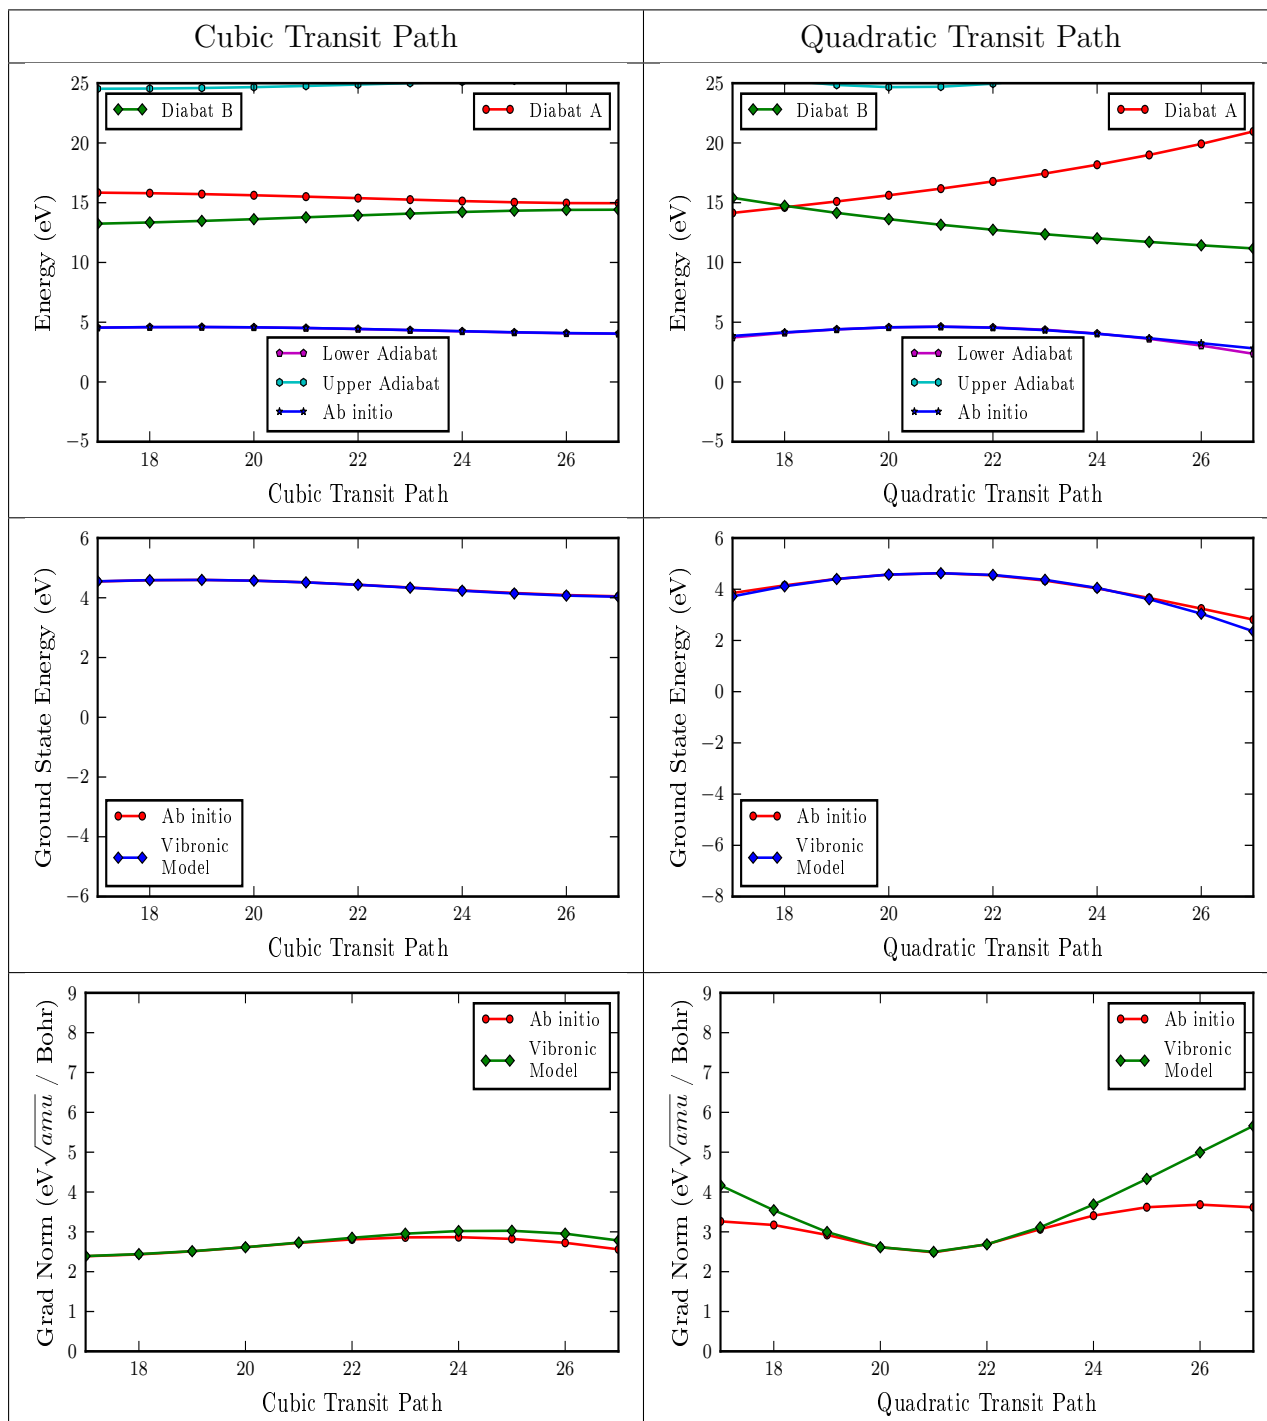 Cubic Transit Path
Quadratic Transit Path
25
20
15
10
5
0
−5
Energy (eV)
Diabat B
Diabat A
Lower Adiabat
Upper Adiabat
Ab initio
18 20 22 24 26
Cubic Transit Path
25
20
15
10
5
0
−5
Energy (eV)
Diabat B
Diabat A
Lower Adiabat
Upper Adiabat
Ab initio
18 20 22 24 26
Quadratic Transit Path
6
4
2
0
−2
−4
−6
Ground State Energy (eV)
Ab initio
Vibronic
Model
18 20 22 24 26
Cubic Transit Path
6
4
2
0
−2
−4
−6
−8
Ground State Energy (eV)
Ab initio
Vibronic
Model
18 20 22 24 26
Quadratic Transit Path
9
8
7
6
5
4
3
2
1
0
Grad Norm (eV√amu / Bohr)
Ab initio
Vibronic
Model
18 20 22 24 26
Cubic Transit Path
9
8
7
6
5
4
3
2
1
0
Grad Norm (eV√amu / Bohr)
Ab initio
Vibronic
Model
18 20 22 24 26
Quadratic Transit Path